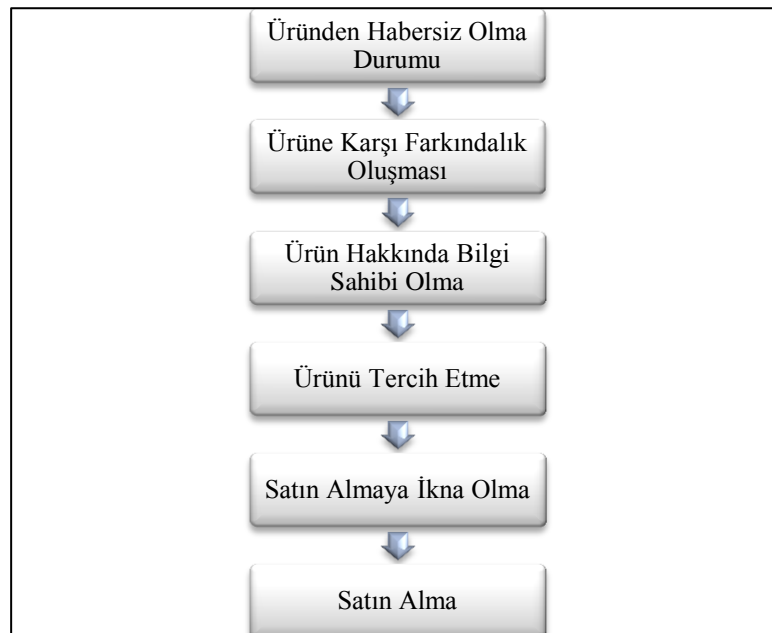 Üründen Habersiz Olma
Durumu
Ürüne Karşı Farkındalık
Oluşması
Ürün Hakkında Bilgi
Sahibi Olma
Ürünü Tercih Etme
Satın Almaya İkna Olma
Satın Alma